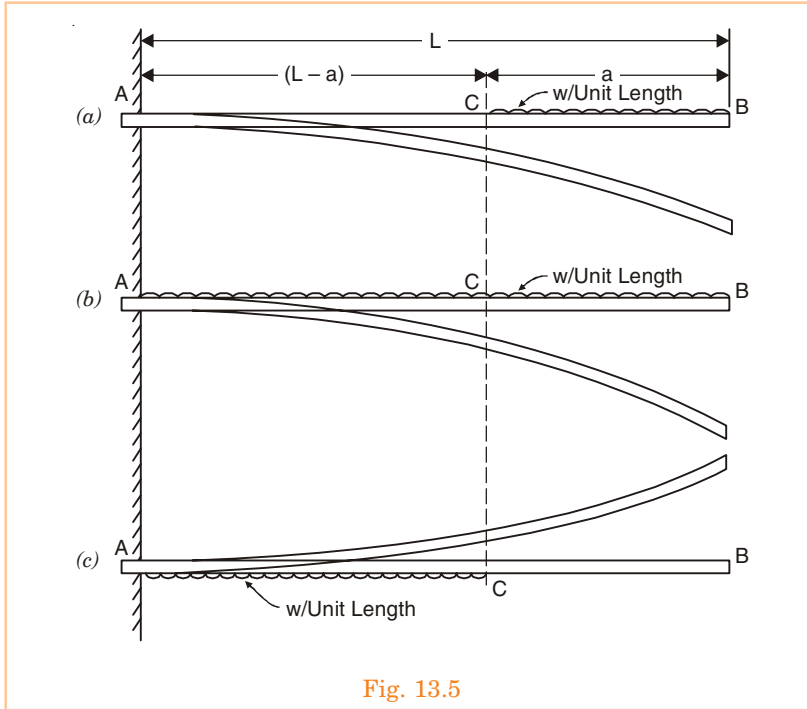 L
(L – a)
a
A
C
w/Unit Length
B
(a)
A
C
w/Unit Length
B
(b)
A
B
(c)
C
w/Unit Length
Fig. 13.5